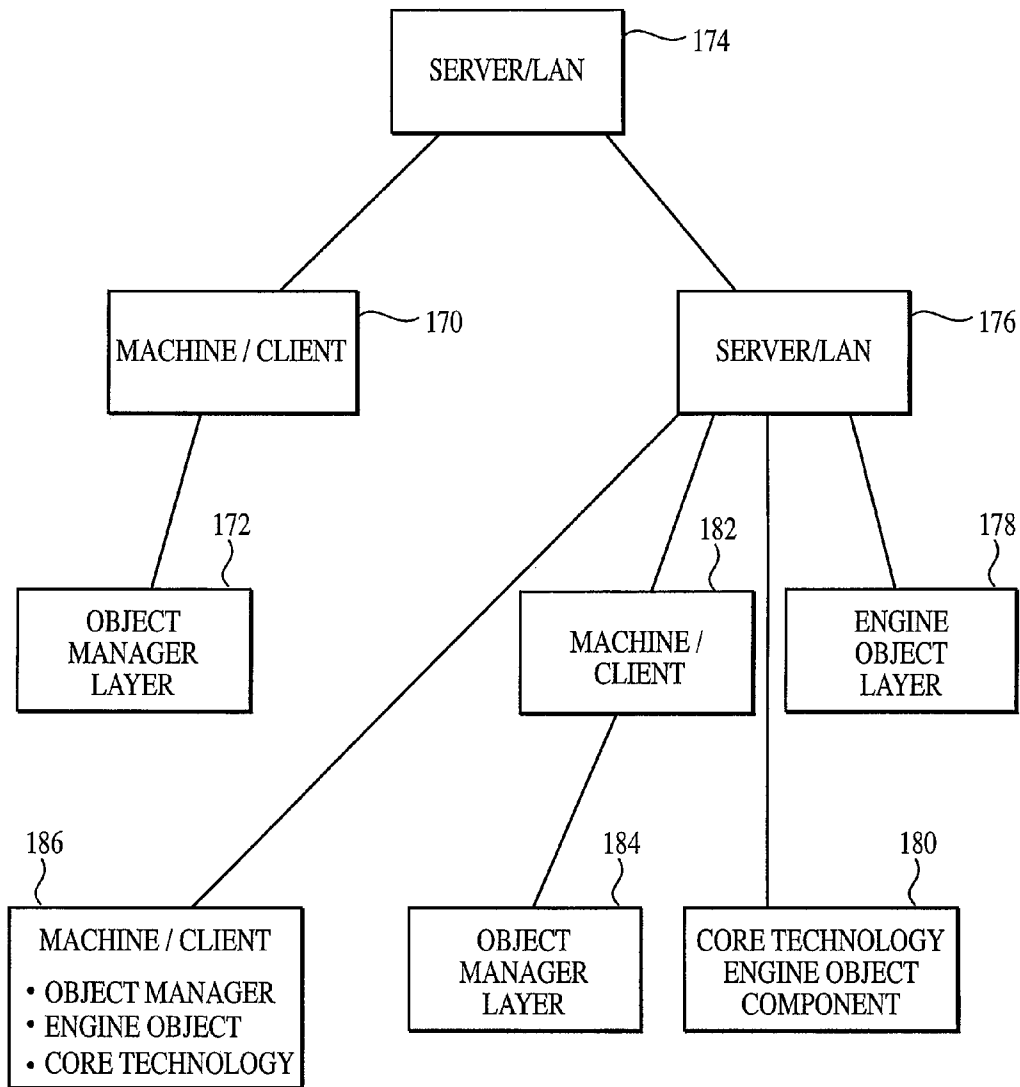 SERVER/LAN
174
MACHINE / CLIENT
170
SERVER/LAN
176
172
OBJECT
MANAGER
LAYER
182
MACHINE /
CLIENT
178
ENGINE
OBJECT
LAYER
186
MACHINE / CLIENT
• OBJECT MANAGER
• ENGINE OBJECT
• CORE TECHNOLOGY
184
OBJECT
MANAGER
LAYER
180
CORE TECHNOLOGY
ENGINE OBJECT
COMPONENT